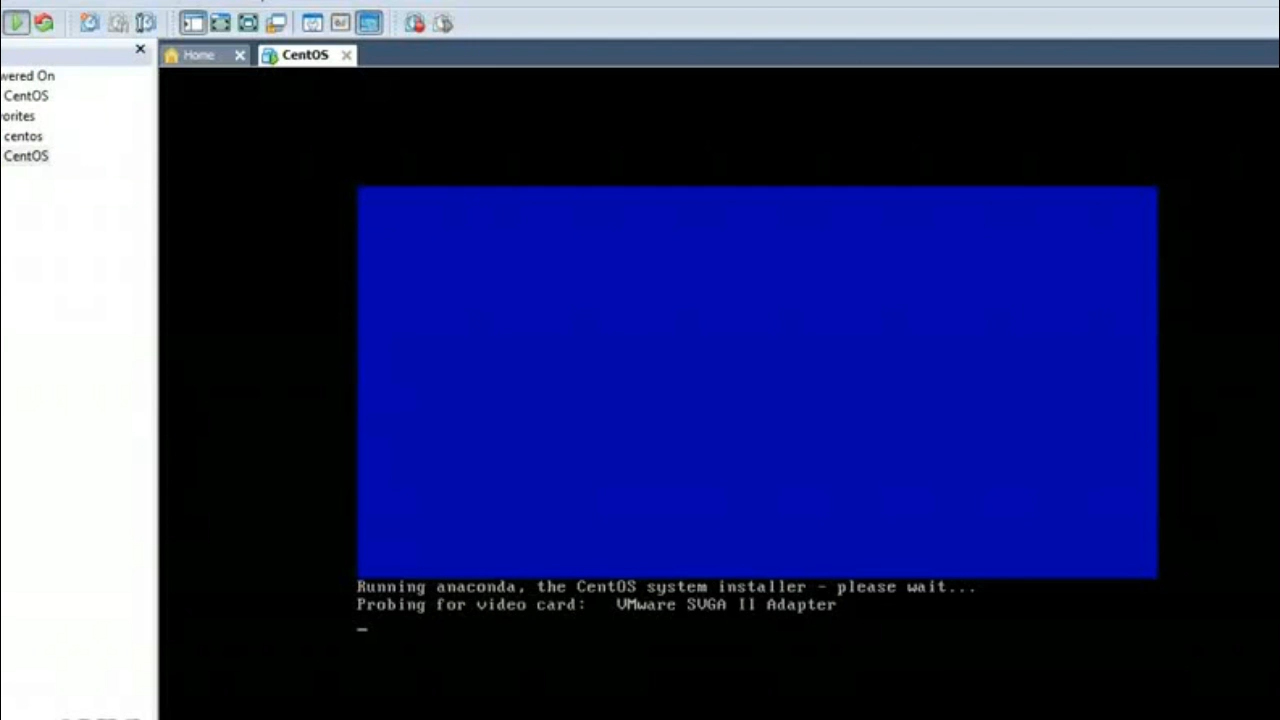 Home
CentOS
wered On
CentOS
vorites
centos
CentOS
Running anaconda, the CentOS system installer - please wait...
Probing for video card: VMware SVGA II Adapter
_